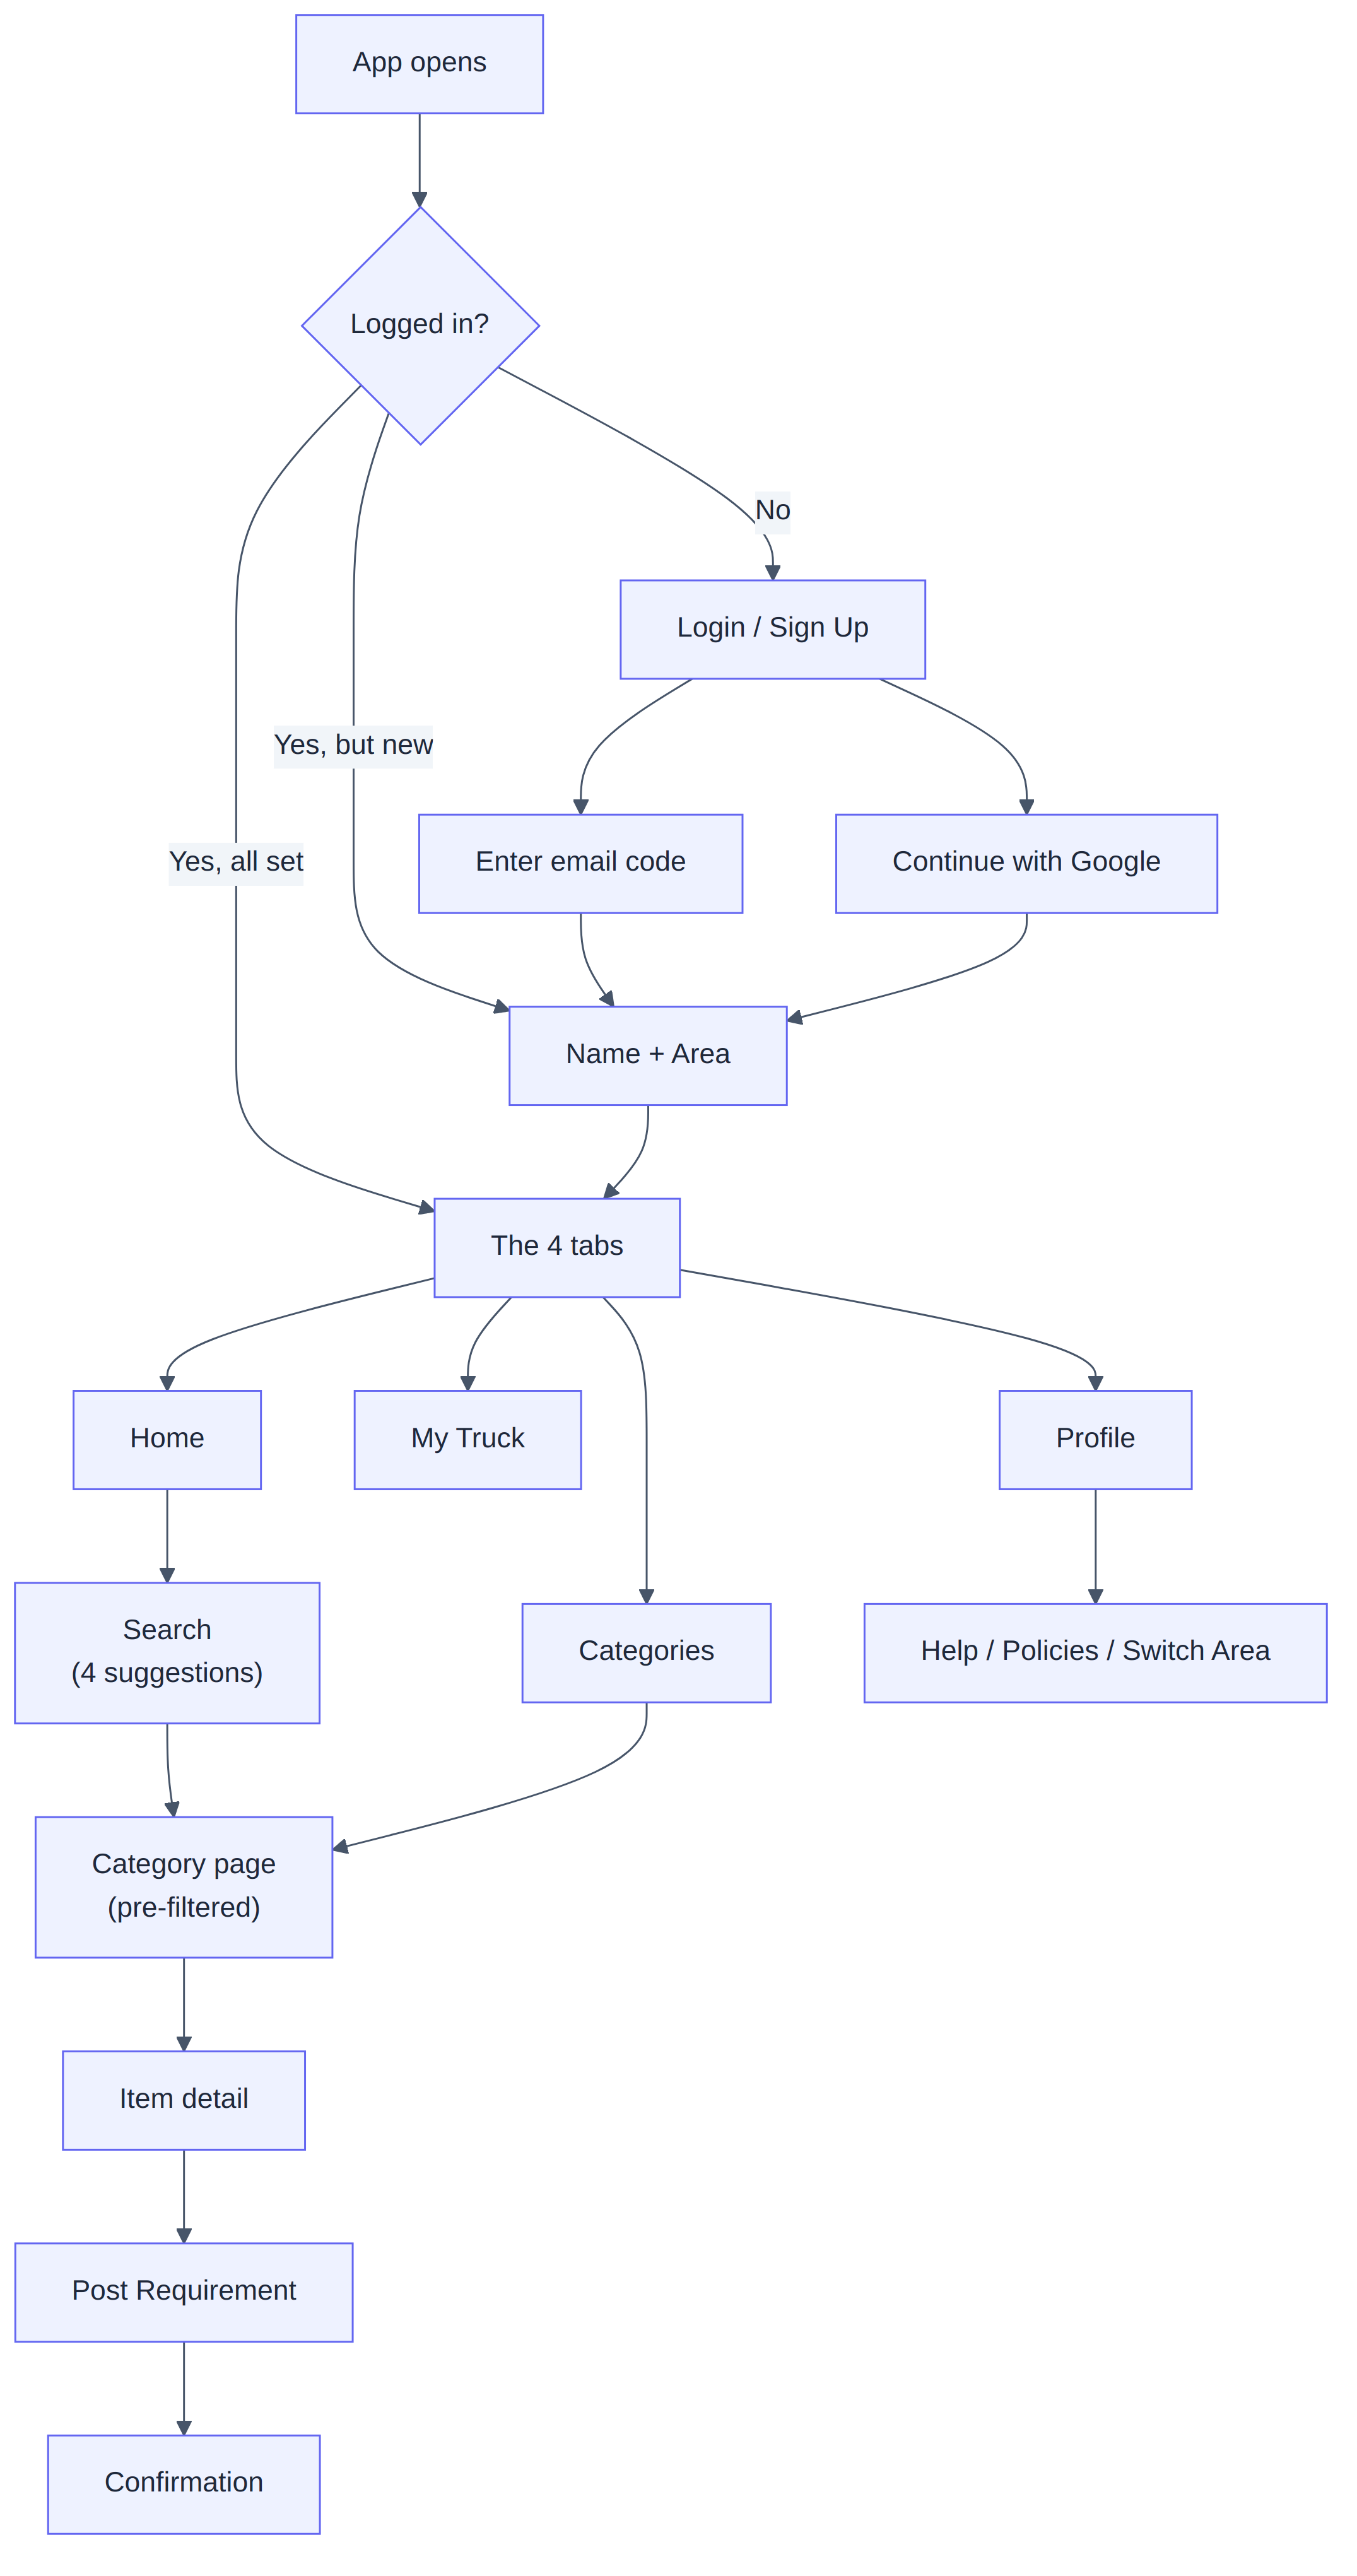 App opens
Logged in?
No
Login / Sign Up
Yes, but new
Yes, all set
Enter email code
Continue with Google
Name + Area
The 4 tabs
Home
My Truck
Profile
Search
(4 suggestions)
Categories
Help / Policies / Switch Area
Category page
(pre-filtered)
Item detail
Post Requirement
Confirmation